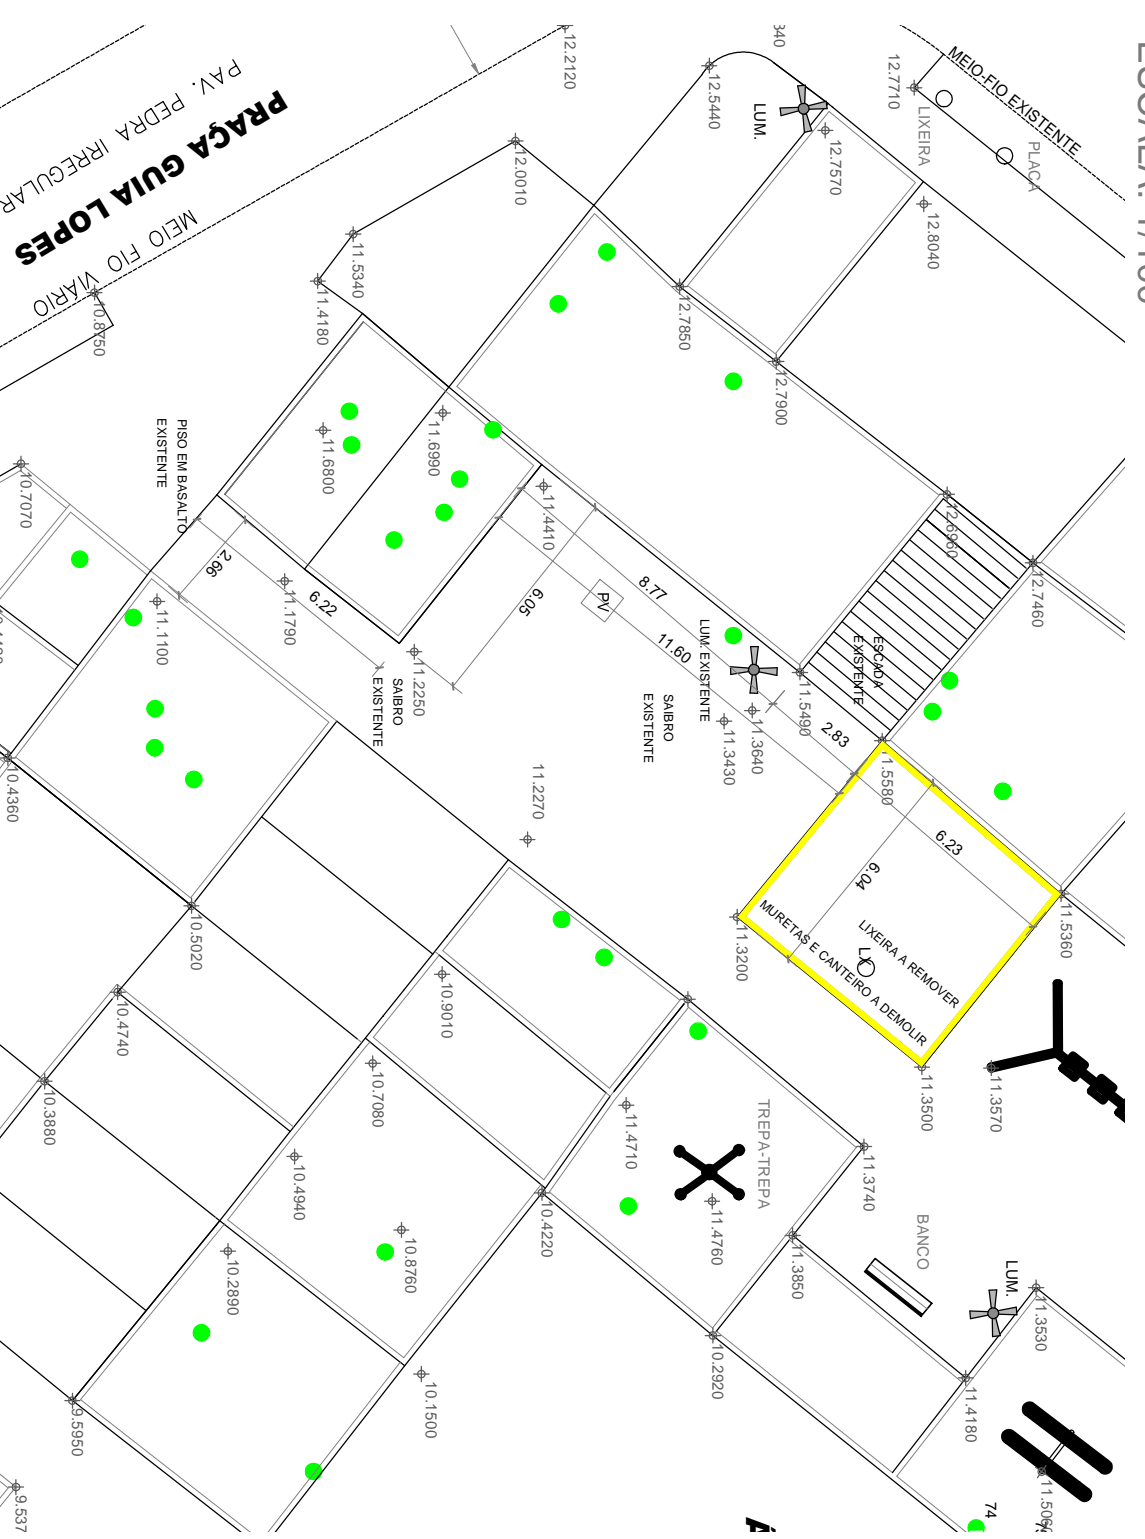 12.2120
12.5440
12.7710
MEIO-FIO EXISTENTE
LIXEIRA
PLACA
LUM.
12.7570
12.8040
PAV. PEDRA IRREGULAR
PRAÇA GUIA LOPES
MEIO FIO VIÁRIO
12.0010
11.5340
11.4180
10.8750
12.7850
12.7900
11.6990
11.6800
PISO EM BASALTO
EXISTENTE
10.7070
11.4410
12.6960
12.7460
2.66
6.22
6.05
8.77
11.60
PV
11.1100
11.1790
11.2250
SAIBRO
EXISTENTE
LUM. EXISTENTE
SAIBRO
EXISTENTE
ESCADA
EXISTENTE
11.5490
11.3640
11.3430
2.83
11.5580
10.4360
11.2270
6.23
6.04
11.5360
11.3200
MURETAS E CANTEIRO A DEMOLIR
LIXEIRA A REMOVER
LX
10.5020
10.9010
10.4740
10.3880
10.7080
11.3500
11.3570
11.4710
TREPA-TREPA
11.3740
10.4940
10.4220
11.4760
11.3850
BANCO
LUM.
11.3530
10.8760
10.2890
10.2920
10.1500
11.4180
9.5950
74